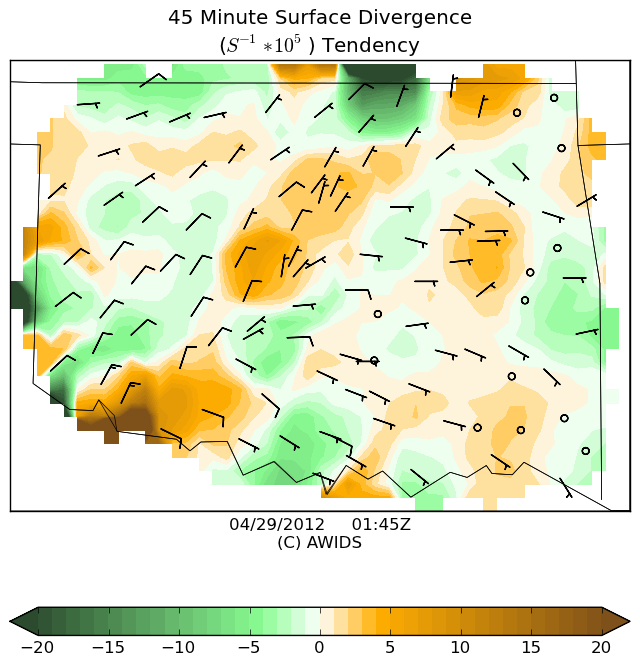 45 Minute Surface Divergence
($S^{-1} * 10^5$ ) Tendency
04/29/2012 01:45Z
(C) AWIDS
−20 −15 −10 −5 0 5 10 15 20